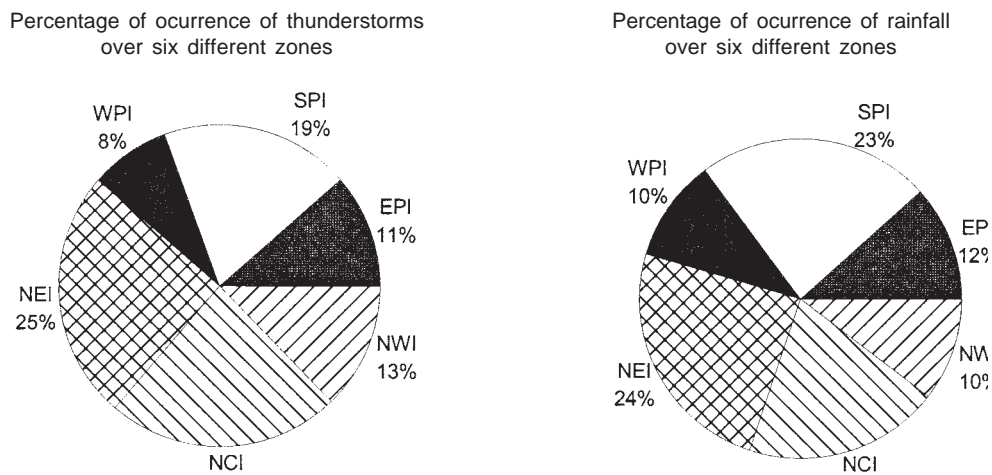 Percentage of ocurrence of thunderstorms
over six different zones
SPI
19%
WPI
8%
EPI
11%
NEI
25%
NWI
13%
NCI
Percentage of ocurrence of rainfall
over six different zones
SPI
23%
WPI
10%
EP
12%
NEI
24%
NW
10%
NCI